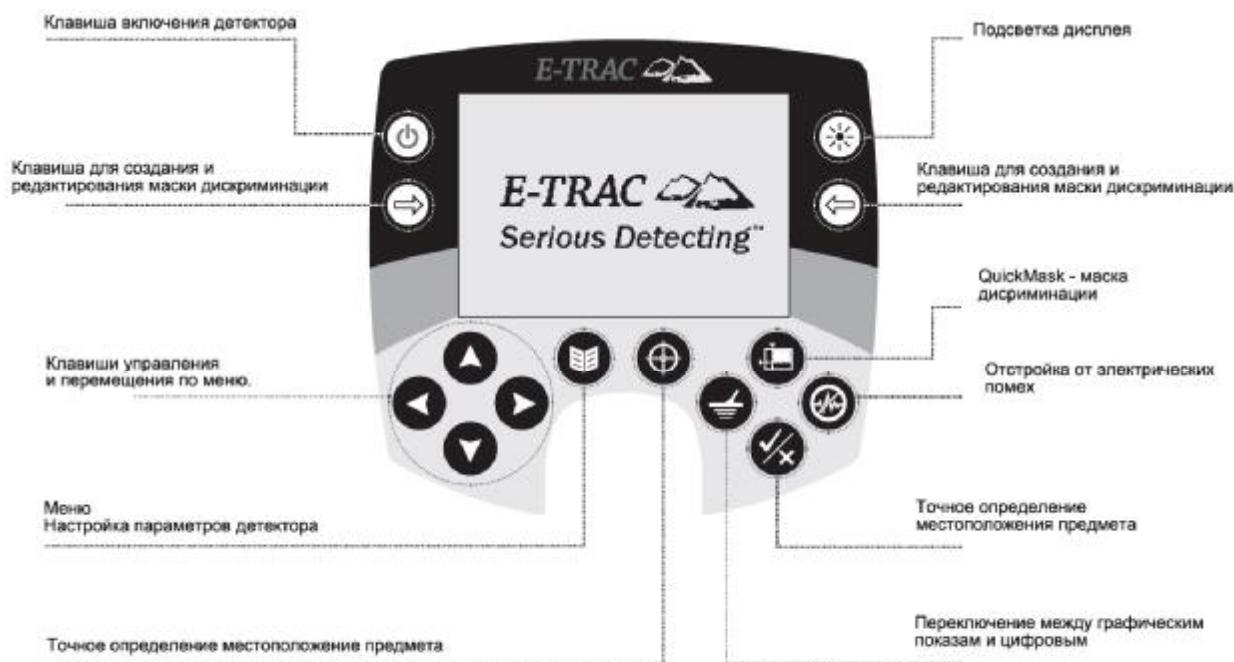 Клавиша включения детектора
Подсветка дисплея
E-TRAC
Клавиша для создания и
редактирования маски дискриминации
Клавиша для создания и
редактирования маски дискриминации
E-TRAC
Serious Detecting™
QuickMask - маска
дисриминации
Клавиши управления
и перемещения по меню.
Отстройка от электрических
помех
Меню
Настройка параметров детектора
Точное определение
местоположения предмета
Точное определение местоположение предмета
Переключение между графическим
показам и цифровым